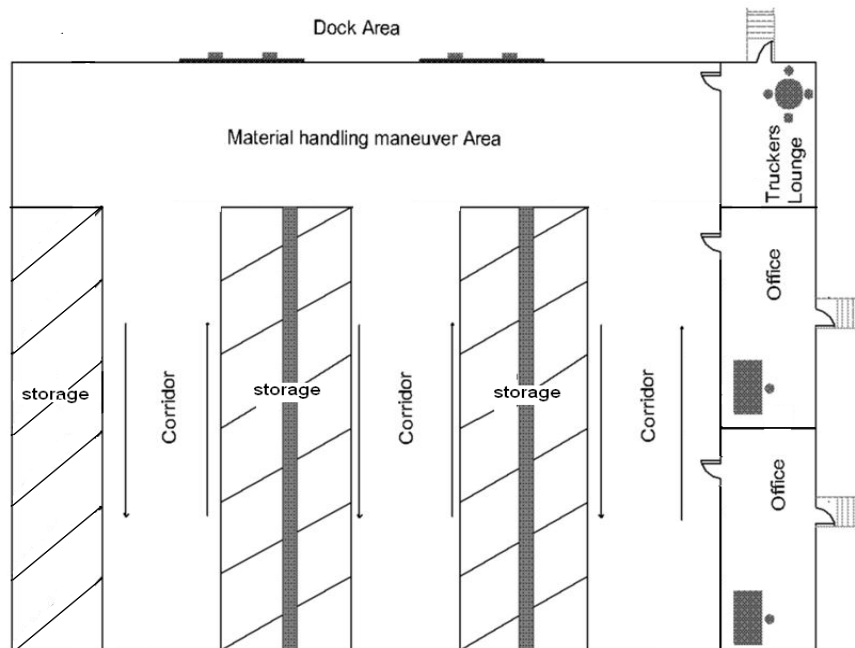 Dock Area
Material handling maneuver Area
Truckers
Lounge
Office
storage
Corridor
storage
Corridor
storage
Corridor
Office